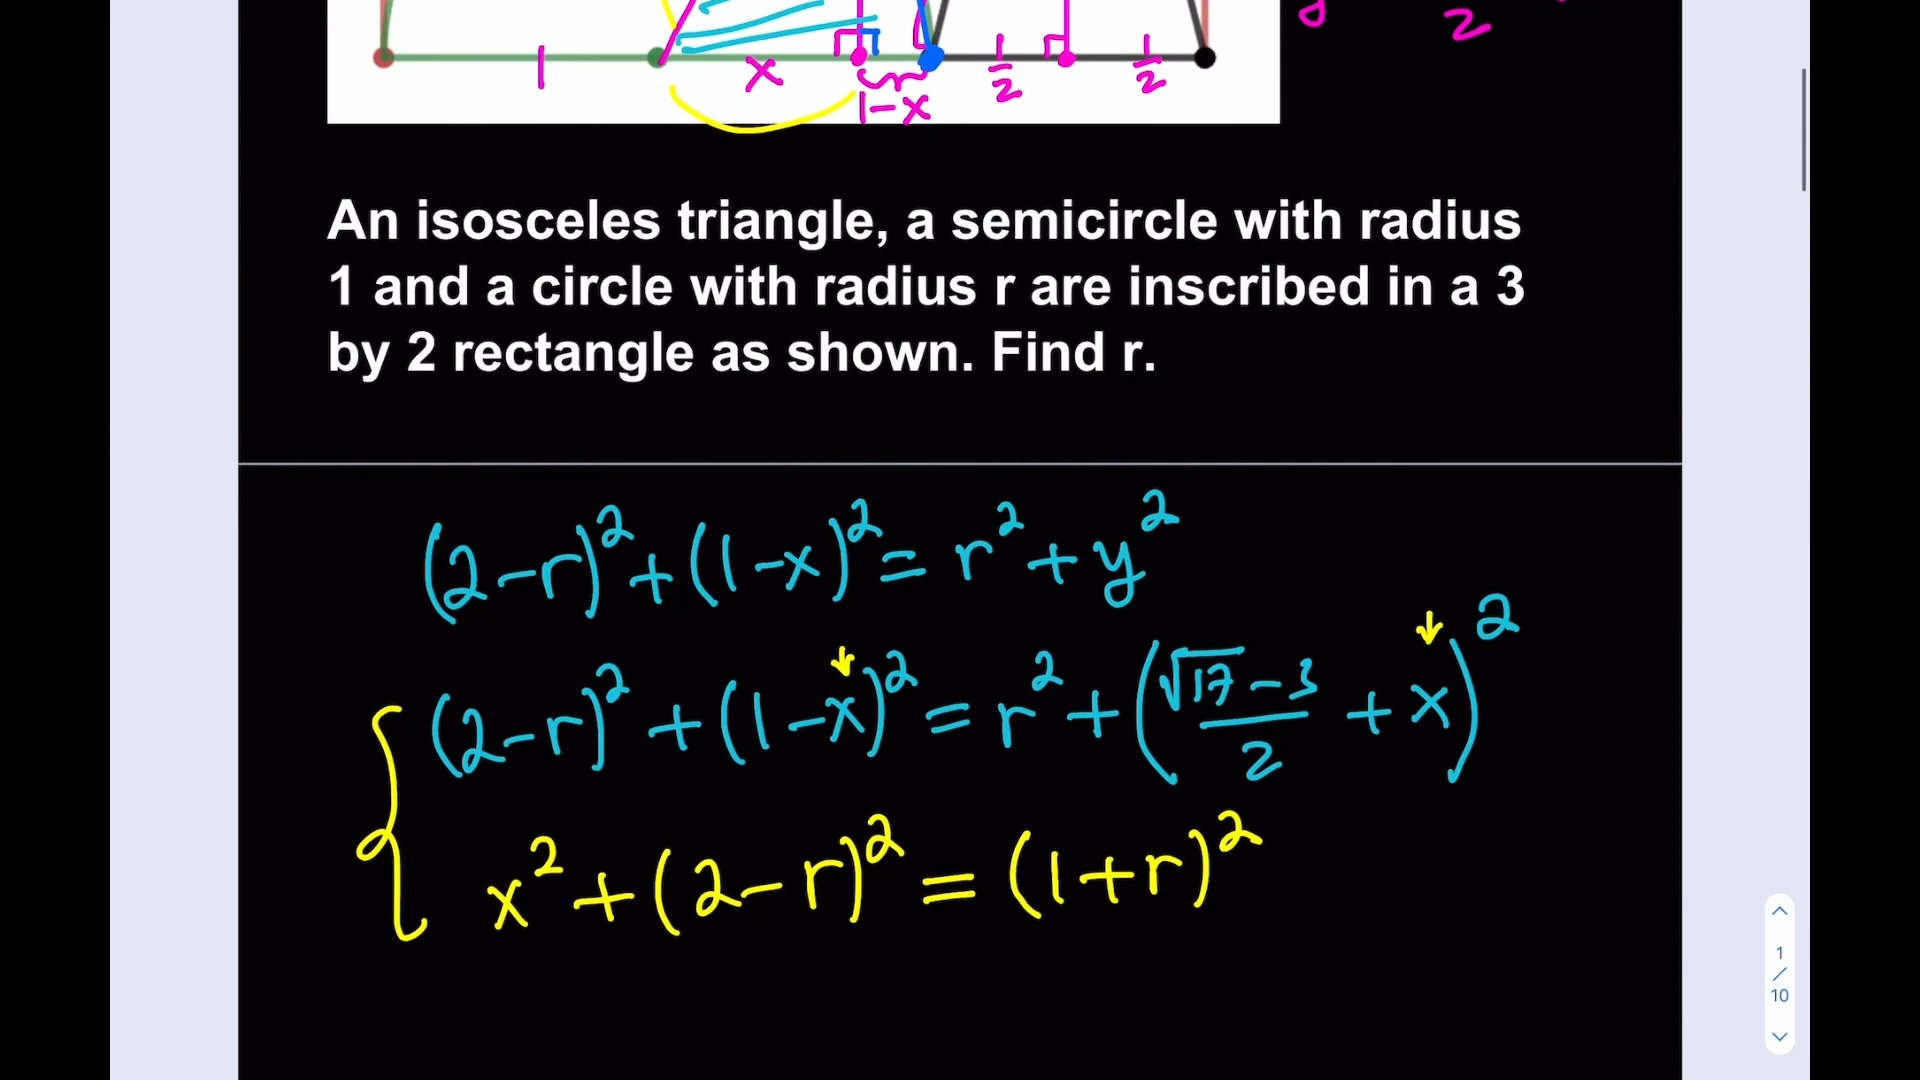 1 x 1-x 1/2 1/2
y 2
An isosceles triangle, a semicircle with radius
1 and a circle with radius r are inscribed in a 3
by 2 rectangle as shown. Find r.
(2-r)² + (1-x)² = r² + y²
(2-r)² + (1-x)² = r² + (√17-3/2 + x)²
x² + (2-r)² = (1+r)²
1
/
10